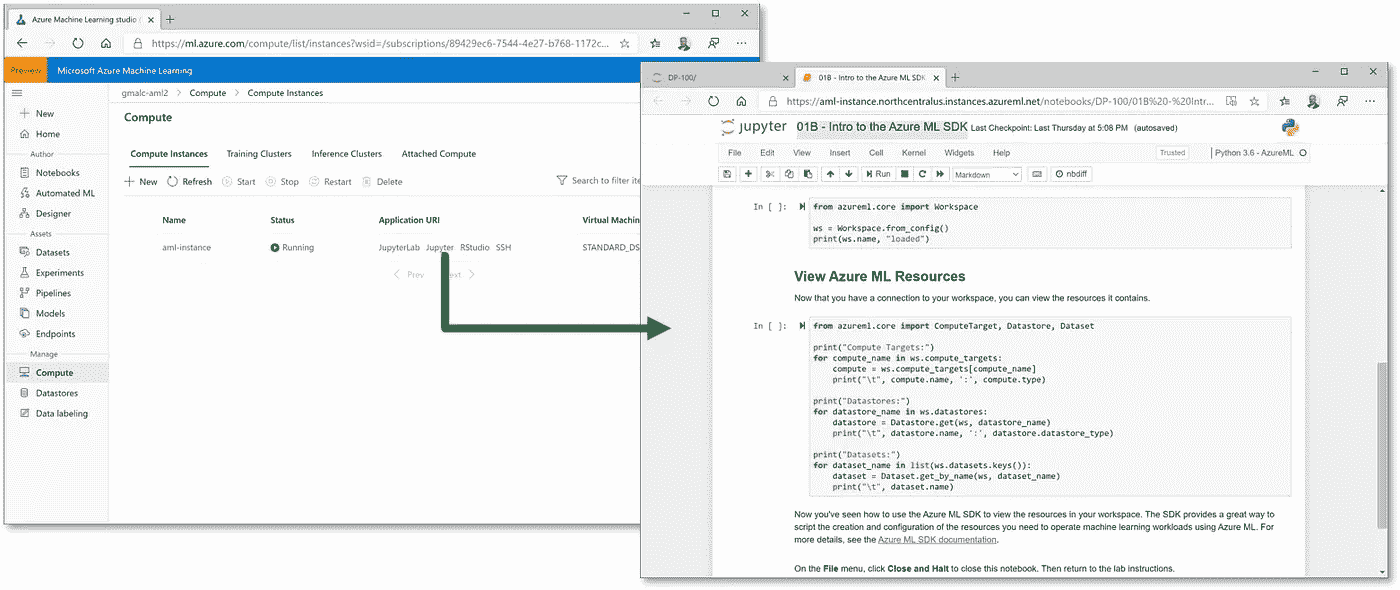 Azure Machine Learning studio
https://ml.azure.com/compute/list/instances?wsid=/subscriptions/89429ec6-7544-4e27-b768-1172c...
Preview Microsoft Azure Machine Learning
gmalc-aml2 > Compute > Compute Instances
New
Home
Author
Notebooks
Automated ML
Designer
Assets
Datasets
Experiments
Pipelines
Models
Endpoints
Manage
Compute
Datastores
Data labeling
Compute
Compute Instances Training Clusters Inference Clusters Attached Compute
New Refresh Start Stop Restart Delete Search to filter ite
Name Status Application URI Virtual Machin
aml-instance Running JupyterLab Jupyter RStudio SSH STANDARD_DS
< Prev ext >
DP-100/ 01B - Intro to the Azure ML SDK
https://aml-instance.northcentralus.instances.azureml.net/notebooks/DP-100/01B%20-%20Intr...
jupyter 01B - Intro to the Azure ML SDK Last Checkpoint: Last Thursday at 5:08 PM (autosaved)
File Edit View Insert Cell Kernel Widgets Help Trusted Python 3.6 - AzureML
Run Markdown nbdiff
In [ ]: from azureml.core import Workspace
ws = Workspace.from_config()
print(ws.name, "loaded")
View Azure ML Resources
Now that you have a connection to your workspace, you can view the resources it contains.
In [ ]: from azureml.core import ComputeTarget, Datastore, Dataset
print("Compute Targets:")
for compute_name in ws.compute_targets:
    compute = ws.compute_targets[compute_name]
    print("\t", compute.name, ':', compute.type)
print("Datastores:")
for datastore_name in ws.datastores:
    datastore = Datastore.get(ws, datastore_name)
    print("\t", datastore.name, ':', datastore.datastore_type)
print("Datasets:")
for dataset_name in list(ws.datasets.keys()):
    dataset = Dataset.get_by_name(ws, dataset_name)
    print("\t", dataset.name)
Now you've seen how to use the Azure ML SDK to view the resources in your workspace. The SDK provides a great way to
script the creation and configuration of the resources you need to operate machine learning workloads using Azure ML. For
more details, see the Azure ML SDK documentation.
On the File menu, click Close and Halt to close this notebook. Then return to the lab instructions.